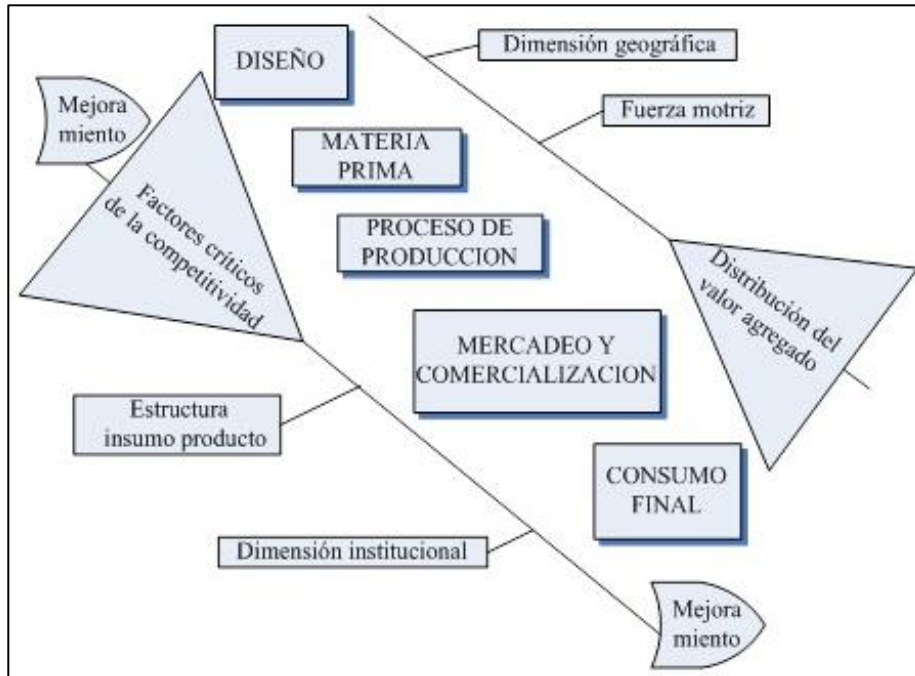 DISEÑO
Dimensión geográfica
Mejora
miento
Fuerza motriz
MATERIA
PRIMA
Factores críticos
de la competitividad
PROCESO DE
PRODUCCION
Distribución del
valor agregado
MERCADEO Y
COMERCIALIZACION
Estructura
insumo producto
CONSUMO
FINAL
Dimensión institucional
Mejora
miento